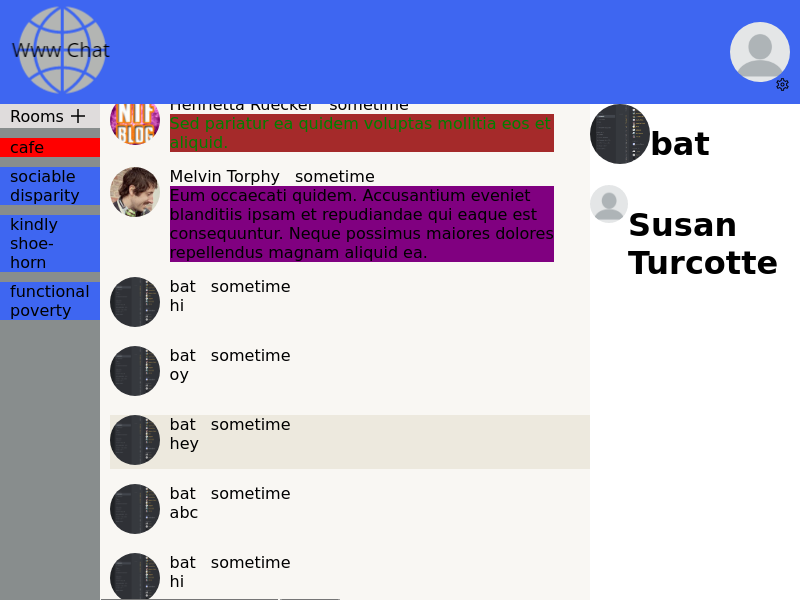 Www Chat
Rooms +
cafe
sociable
disparity
kindly
shoe-
horn
functional
poverty
NIF
BLOG
Henrietta Ruecker sometime
Sed pariatur ea quidem voluptas mollitia eos et
aliquid.
Melvin Torphy sometime
Eum occaecati quidem. Accusantium eveniet
blanditiis ipsam et repudiandae qui eaque est
consequuntur. Neque possimus maiores dolores
repellendus magnam aliquid ea.
bat sometime
hi
bat sometime
oy
bat sometime
hey
bat sometime
abc
bat sometime
hi
bat
Susan
Turcotte